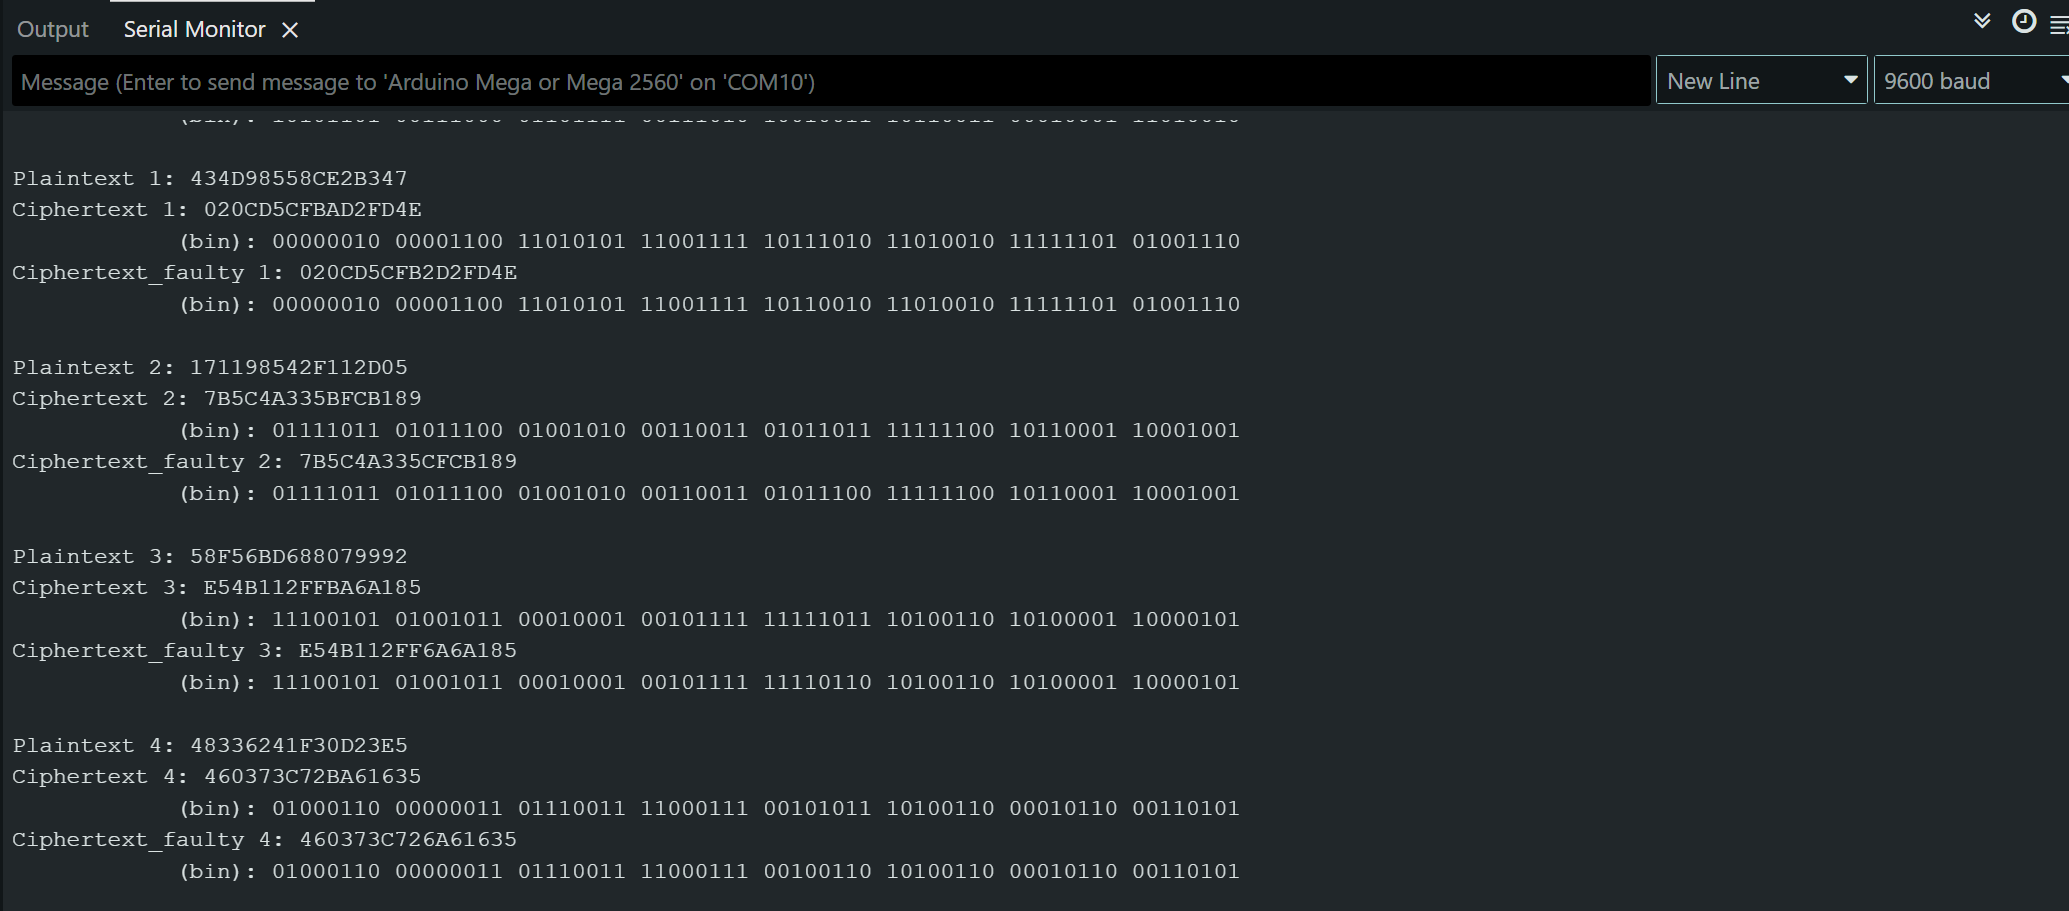 Output Serial Monitor
Message (Enter to send message to 'Arduino Mega or Mega 2560' on 'COM10') New Line 9600 baud
Plaintext 1: 434D98558CE2B347
Ciphertext 1: 020CD5CFBAD2FD4E
(bin): 00000010 00001100 11010101 11001111 10111010 11010010 11111101 01001110
Ciphertext_faulty 1: 020CD5CFB2D2FD4E
(bin): 00000010 00001100 11010101 11001111 10110010 11010010 11111101 01001110
Plaintext 2: 171198542F112D05
Ciphertext 2: 7B5C4A335BFCB189
(bin): 01111011 01011100 01001010 00110011 01011011 11111100 10110001 10001001
Ciphertext_faulty 2: 7B5C4A335CFCB189
(bin): 01111011 01011100 01001010 00110011 01011100 11111100 10110001 10001001
Plaintext 3: 58F56BD688079992
Ciphertext 3: E54B112FFBA6A185
(bin): 11100101 01001011 00010001 00101111 11111011 10100110 10100001 10000101
Ciphertext_faulty 3: E54B112FF6A6A185
(bin): 11100101 01001011 00010001 00101111 11110110 10100110 10100001 10000101
Plaintext 4: 48336241F30D23E5
Ciphertext 4: 460373C72BA61635
(bin): 01000110 00000011 01110011 11000111 00101011 10100110 00010110 00110101
Ciphertext_faulty 4: 460373C726A61635
(bin): 01000110 00000011 01110011 11000111 00100110 10100110 00010110 00110101